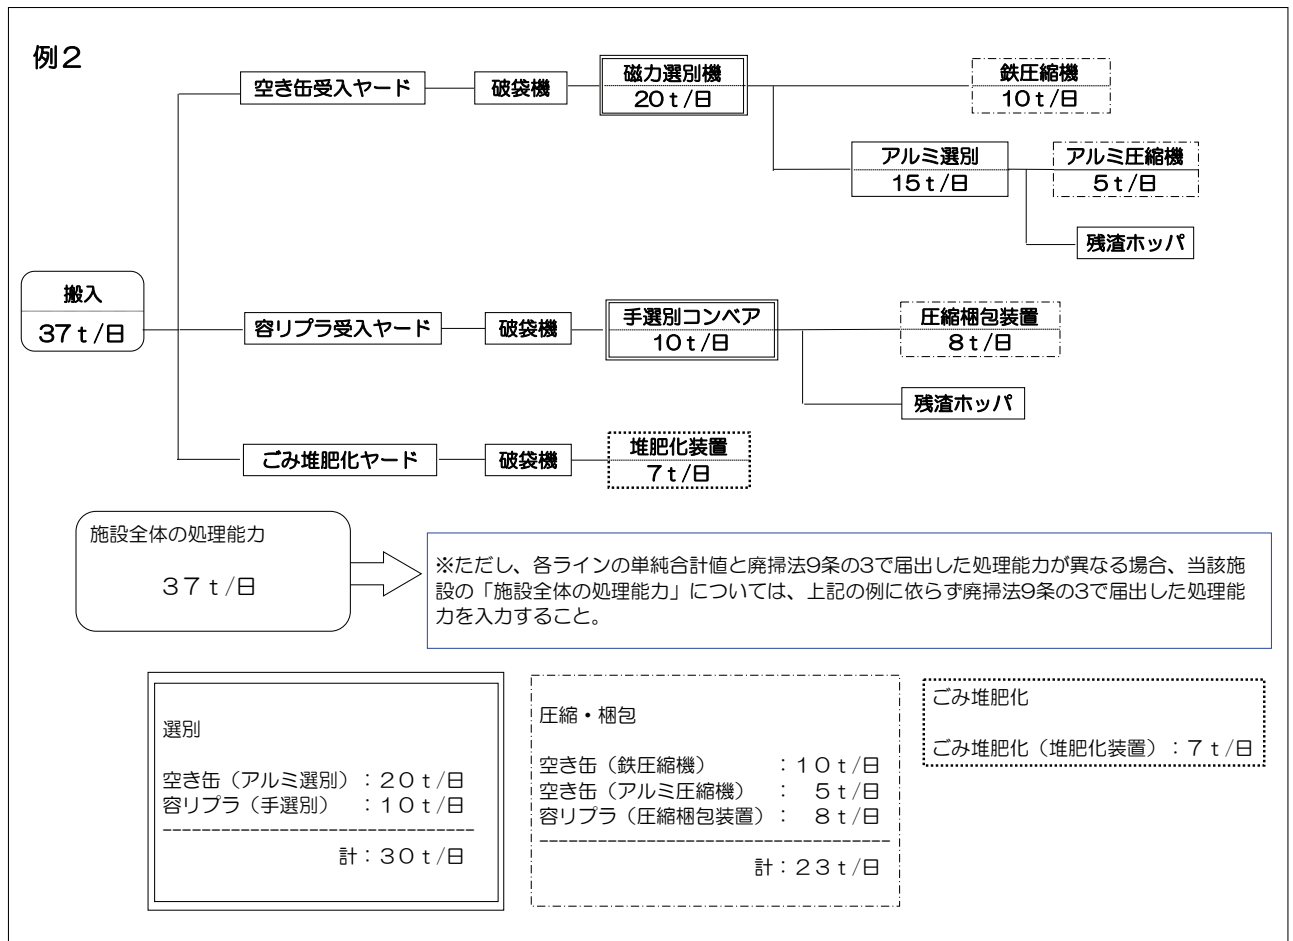 例２
空き缶受入ヤード
破袋機
磁力選別機
２０ｔ/日
鉄圧縮機
１０ｔ/日
アルミ選別
１５ｔ/日
アルミ圧縮機
５ｔ/日
残渣ホッパ
搬入
３７ｔ/日
容リプラ受入ヤード
破袋機
手選別コンベア
１０ｔ/日
圧縮梱包装置
８ｔ/日
残渣ホッパ
ごみ堆肥化ヤード
破袋機
堆肥化装置
７ｔ/日
施設全体の処理能力
３７ｔ/日
※ただし、各ラインの単純合計値と廃掃法9条の3で届出した処理能力が異なる場合、当該施
設の「施設全体の処理能力」については、上記の例に依らず廃掃法9条の3で届出した処理能
力を入力すること。
選別
空き缶（アルミ選別）：２０ｔ/日
容リプラ（手選別）　：１０ｔ/日
----------------------------------
計：３０ｔ/日
圧縮・梱包
空き缶（鉄圧縮機）　　　：１０ｔ/日
空き缶（アルミ圧縮機）　：　５ｔ/日
容リプラ（圧縮梱包装置）：　８ｔ/日
--------------------------------------
計：２３ｔ/日
ごみ堆肥化
ごみ堆肥化（堆肥化装置）：７ｔ/日